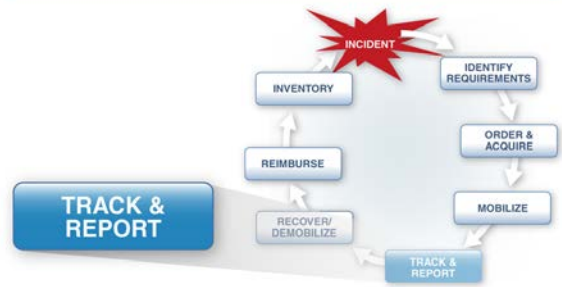 INCIDENT
IDENTIFY
REQUIREMENTS
ORDER &
ACQUIRE
MOBILIZE
TRACK &
REPORT
RECOVER/
DEMOBILIZE
REIMBURSE
INVENTORY
TRACK &
REPORT